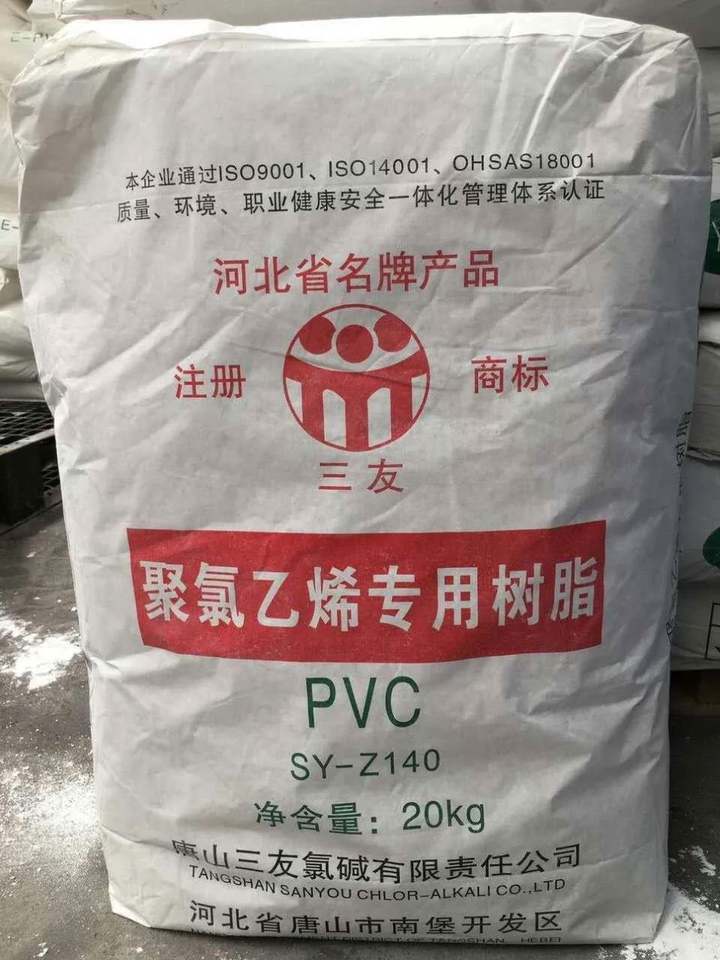 本企业通过ISO9001、ISO14001、OHSAS18001
质量、环境、职业健康安全一体化管理体系认证
河北省名牌产品
注册 商标
三友
聚氯乙烯专用树脂
PVC
SY-Z140
净含量：20kg
唐山三友氯碱有限责任公司
TANGSHAN SANYOU CHLOR-ALKALI CO.,LTD
河北省唐山市南堡开发区
DISTRICT OF TANGSHAN HEBEI